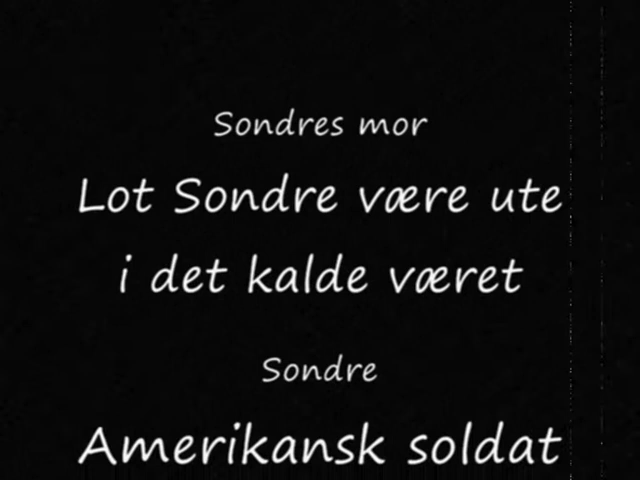 Sondres mor
Lot Sondre være ute
i det kalde været
Sondre
Amerikansk soldat